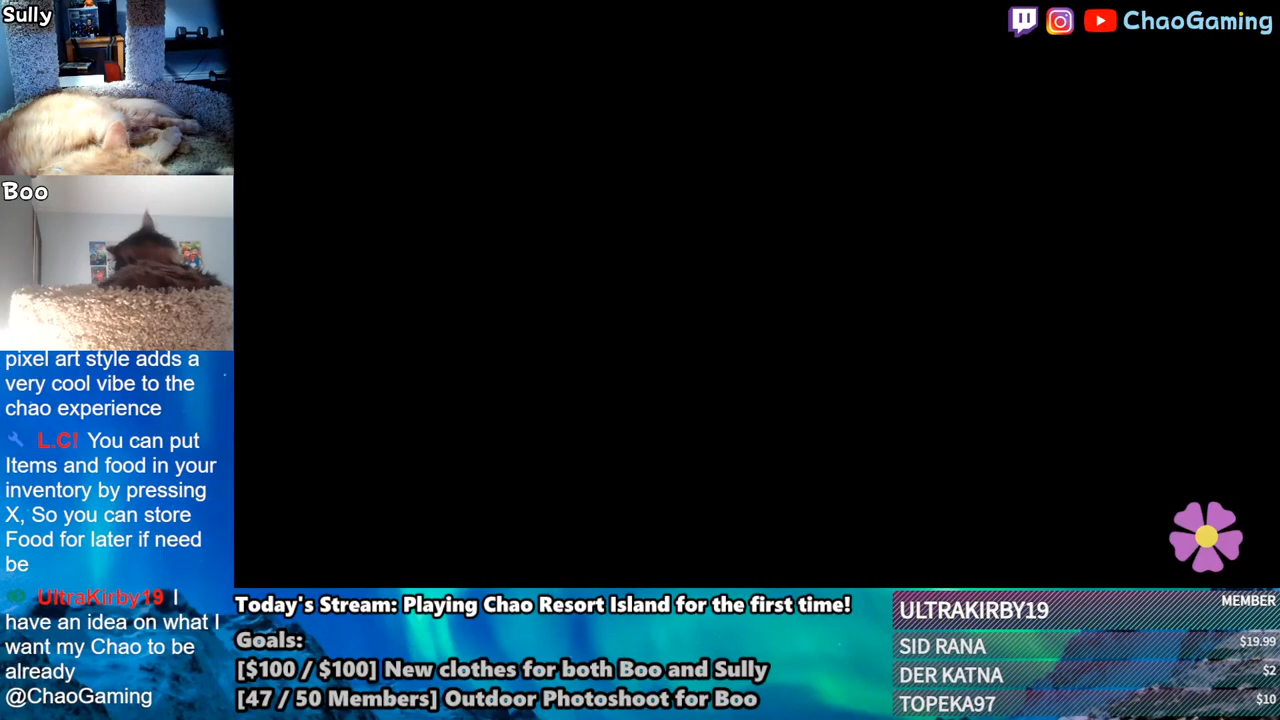 Sully
ChaoGaming
Boo
pixel art style adds a
very cool vibe to the
chao experience
L.C! You can put
Items and food in your
inventory by pressing
X, So you can store
Food for later if need
be
UltraKirby19 I
have an idea on what I
want my Chao to be
already
@ChaoGaming
Today's Stream: Playing Chao Resort Island for the first time!
Goals:
[$100 / $100] New clothes for both Boo and Sully
[47 / 50 Members] Outdoor Photoshoot for Boo
ULTRAKIRBY19 MEMBER
SID RANA $19.99
DER KATNA $2
TOPEKA97 $10